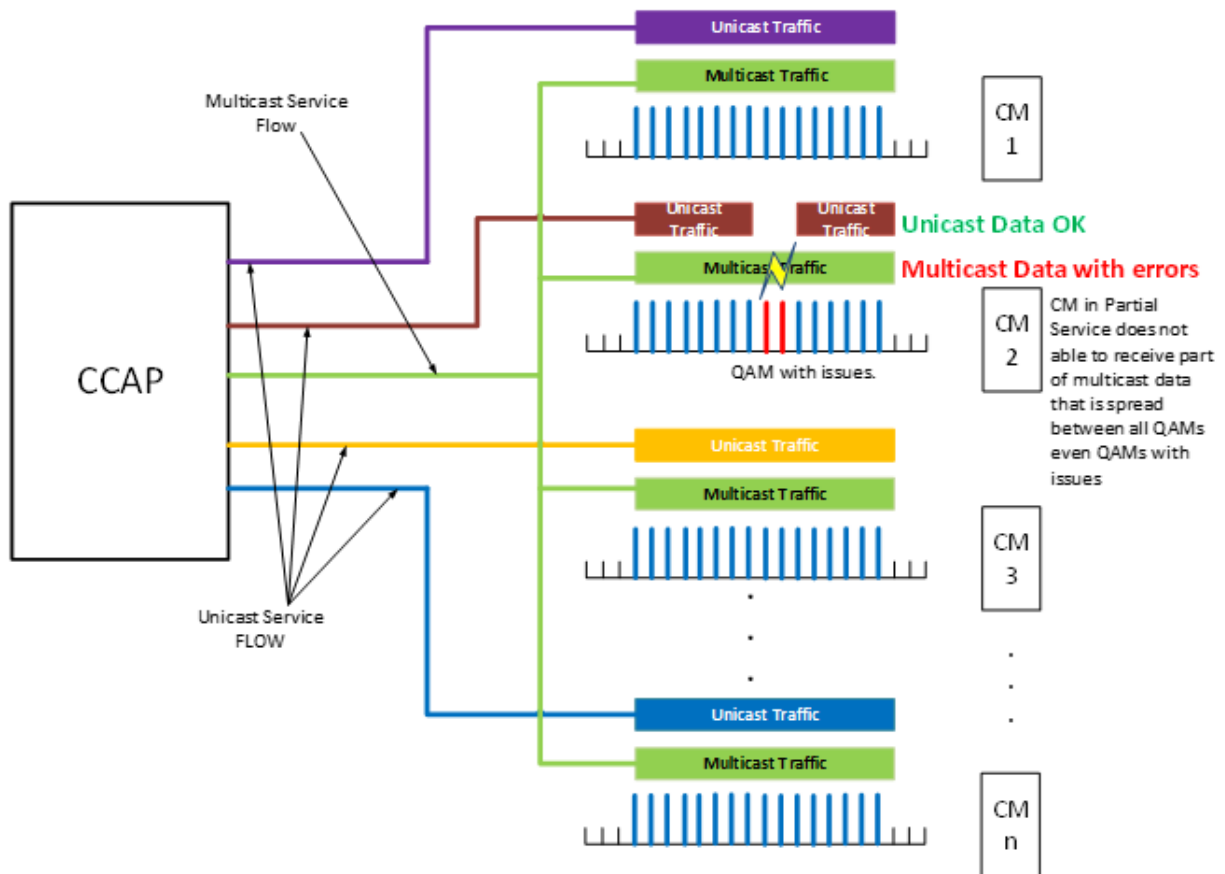 Unicast Traffic
Multicast Traffic
Multicast Service
Flow
CM
1
CCAP
Unicast
Traffic
Unicast
Traffic
Unicast Data OK
Multicast Traffic
Multicast Data with errors
QAM with issues.
CM
2
CM in Partial
Service does not
able to receive part
of multicast data
that is spread
between all QAMs
even QAMs with
issues
Unicast Traffic
Multicast Traffic
CM
3
Unicast Service
FLOW
Unicast Traffic
Multicast Traffic
CM
n